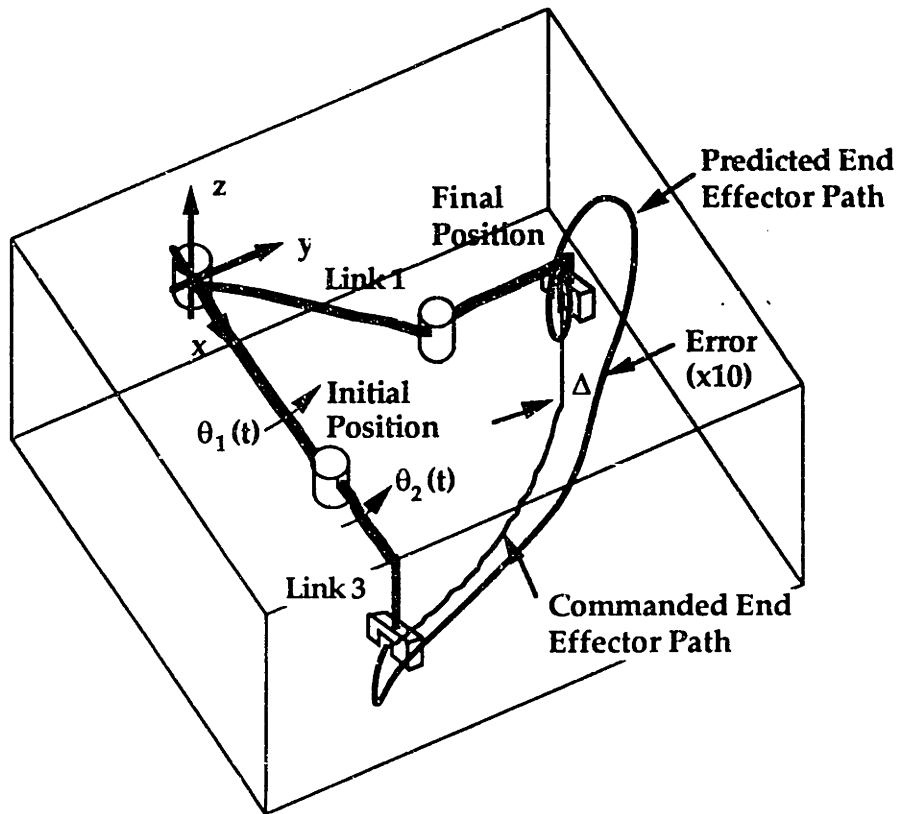 Predicted End
Effector Path
z
Final
Position
y
Link 1
x
Error
(x10)
Δ
Initial
Position
θ₁(t)
θ₂(t)
Link 3
Commanded End
Effector Path